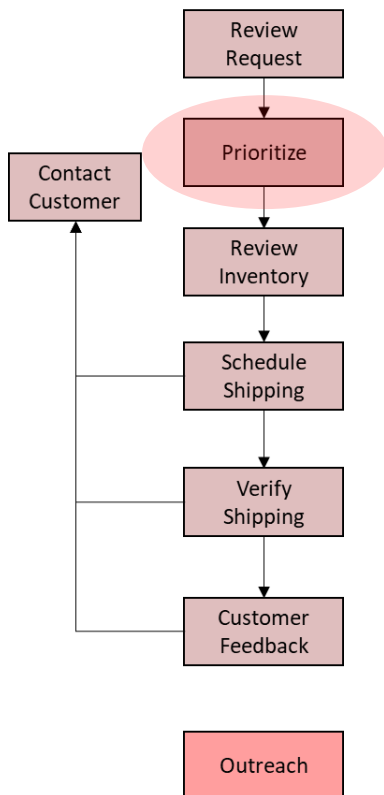 Review
Request
Prioritize
Contact
Customer
Review
Inventory
Schedule
Shipping
Verify
Shipping
Customer
Feedback
Outreach